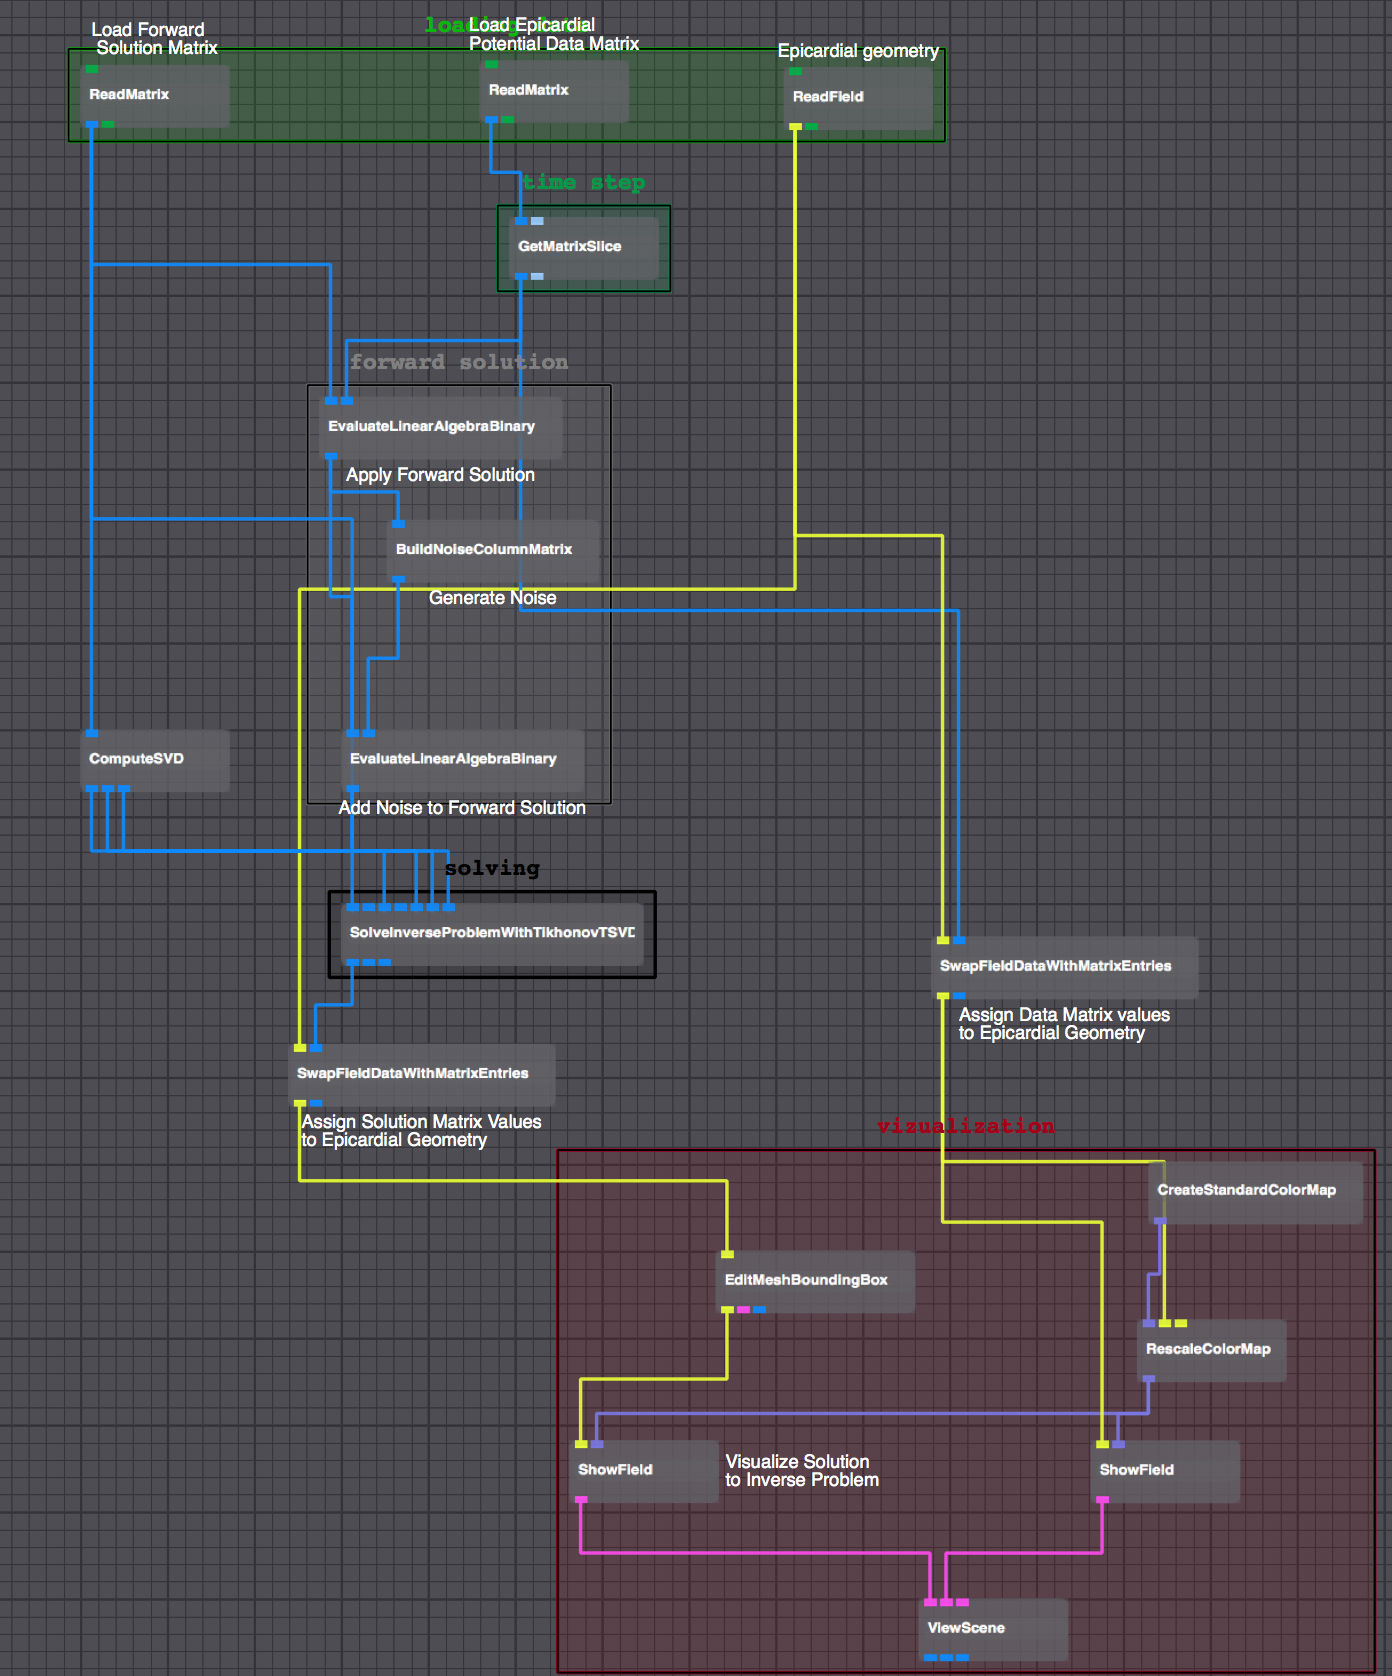 Load Forward
Solution Matrix
loading data
Load Epicardial
Potential Data Matrix
Epicardial geometry
ReadMatrix
ReadMatrix
ReadField
time step
GetMatrixSlice
forward solution
EvaluateLinearAlgebraBinary
Apply Forward Solution
BuildNoiseColumnMatrix
Generate Noise
ComputeSVD
EvaluateLinearAlgebraBinary
Add Noise to Forward Solution
solving
SolveInverseProblemWithTikhonovTSVD
SwapFieldDataWithMatrixEntries
Assign Data Matrix values
to Epicardial Geometry
SwapFieldDataWithMatrixEntries
Assign Solution Matrix Values
to Epicardial Geometry
vizualization
CreateStandardColorMap
EditMeshBoundingBox
RescaleColorMap
ShowField
Visualize Solution
to Inverse Problem
ShowField
ViewScene